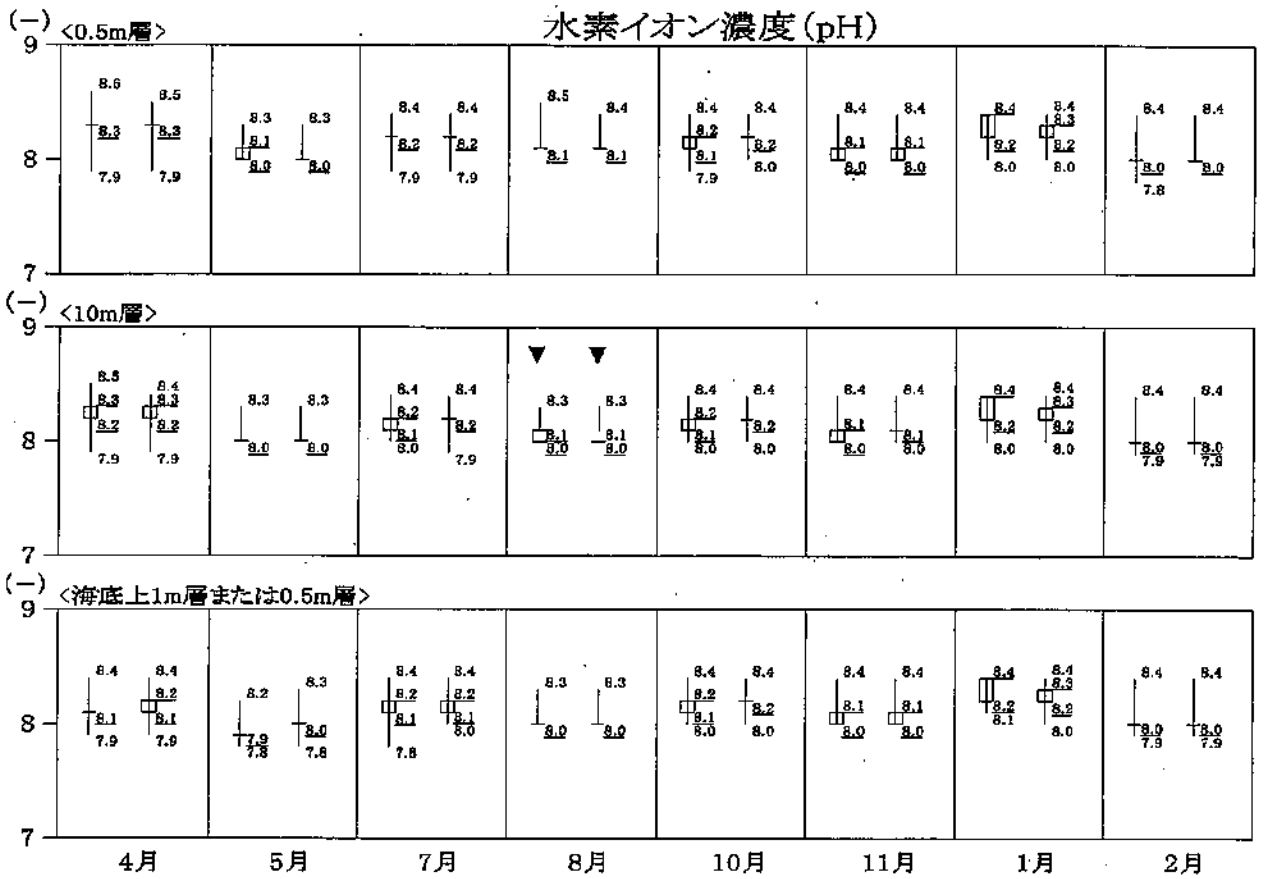 水素イオン濃度(pH)
(-) <0.5m層>
9
8.6 8.5 8.3 8.3 8.4 8.4 8.5 8.4 8.4 8.4 8.4 8.4 8.4 8.4 8.4 8.4
8.3 8.3 8.1 8.2 8.2 8.2 8.2 8.1 8.1 8.3
8
8.0 8.0 8.1 8.1 8.1 8.0 8.0 8.2 8.2 8.0 8.0
7.9 7.9 7.9 7.9 7.9 8.0 8.0 8.0 7.8
7
(-) <10m層>
9
8.5 8.4 8.3 8.3 8.4 8.4 8.3 8.3 8.4 8.4 8.4 8.4 8.4 8.4 8.4 8.4
8.3 8.3 8.2 8.2 8.1 8.1 8.2 8.2 8.1 8.1 8.3
8
8.2 8.2 8.0 8.0 8.1 8.0 8.0 8.1 8.0 8.0 8.2 8.2 8.0 8.0
7.9 7.9 8.0 7.9 8.0 8.0 8.0 8.0 7.9 7.9
7
(-) <海底上1m層または0.5m層>
9
8.4 8.4 8.2 8.3 8.4 8.4 8.3 8.3 8.4 8.4 8.4 8.4 8.4 8.4 8.4 8.4
8.2 8.2 8.2 8.2 8.2 8.1 8.1 8.3
8
8.1 8.1 7.9 8.0 8.1 8.1 8.0 8.0 8.1 8.0 8.0 8.2 8.2 8.0 8.0
7.9 7.9 7.8 7.8 7.8 8.0 8.0 8.0 8.1 8.0 7.9 7.9
7
4月 5月 7月 8月 10月 11月 1月 2月